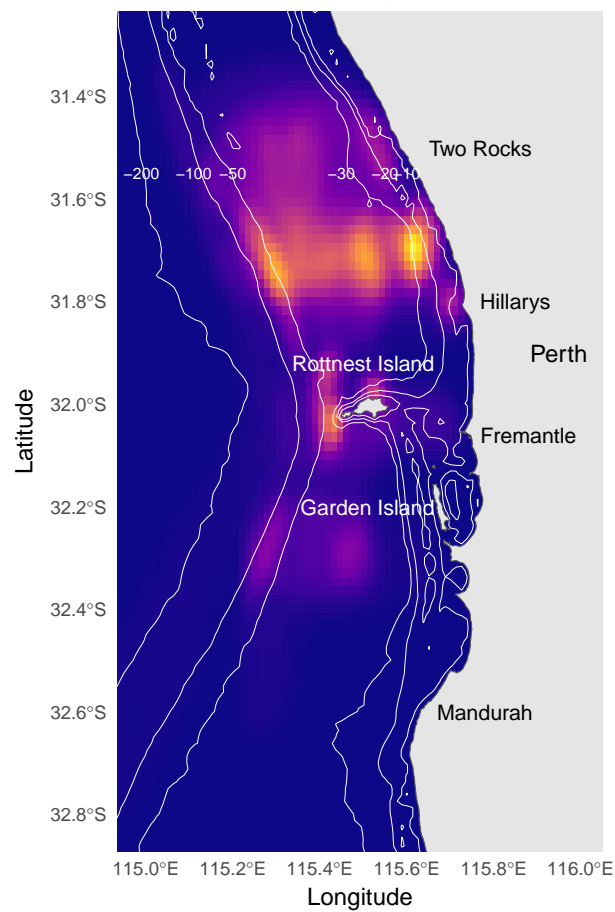 31.4°S
Two Rocks
−200 −100 −50 −30 −20 −10
31.6°S
31.8°S
Hillarys
Perth
Rottnest Island
32.0°S
Fremantle
Latitude
32.2°S
Garden Island
32.4°S
32.6°S
Mandurah
32.8°S
115.0°E 115.2°E 115.4°E 115.6°E 115.8°E 116.0°E
Longitude